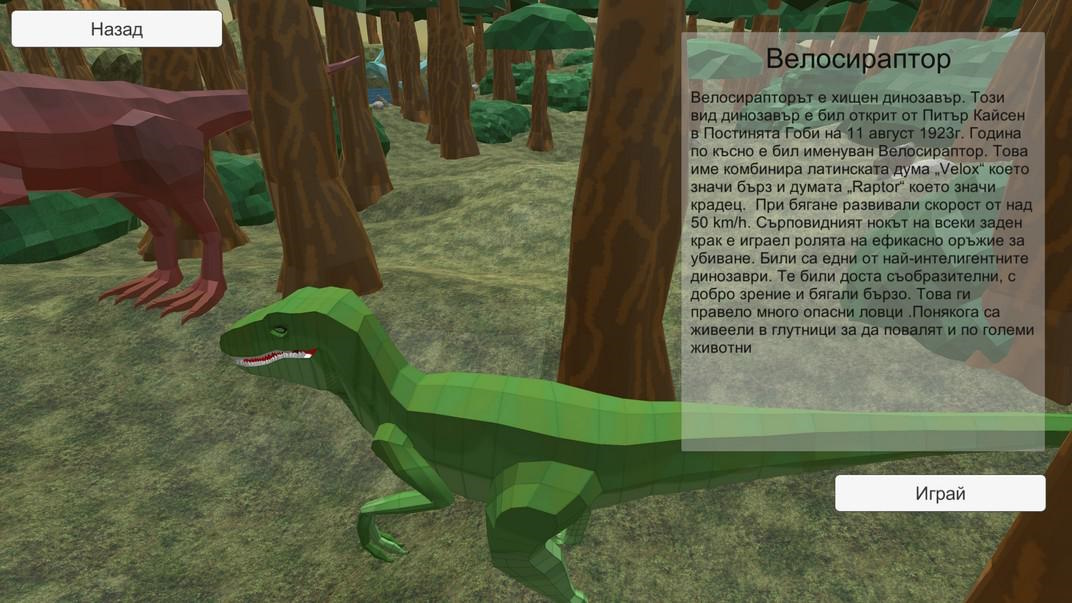 Назад
Велосираптор
Велосирапторът е хищен динозавър. Този
вид динозавър е бил открит от Питър Кайсен
в Постинята Гоби на 11 август 1923г. Година
по късно е бил именуван Велосираптор. Това
име комбинира латинската дума „Velox“ което
значи бърз и думата „Raptor“ което значи
крадец.  При бягане развивали скорост от над
50 km/h. Сърповидният нокът на всеки заден
крак е играел ролята на ефикасно оръжие за
убиване. Били са едни от най-интелигентните
динозаври. Те били доста съобразителни, с
добро зрение и бягали бързо. Това ги
правело много опасни ловци .Понякога са
живеели в глутници за да повалят и по големи
животни
Играй